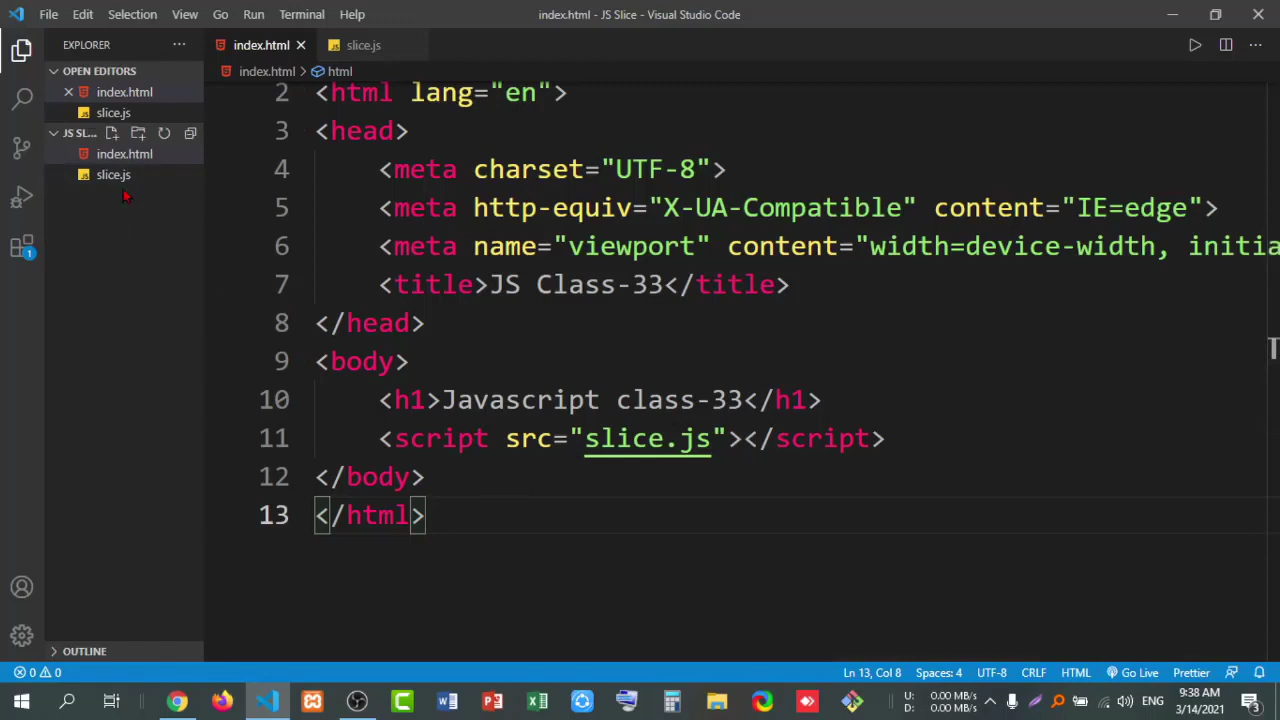 File Edit Selection View Go Run Terminal Help
index.html - JS Slice - Visual Studio Code
EXPLORER
OPEN EDITORS
index.html
slice.js
JS SL...
index.html
slice.js
OUTLINE
index.html
slice.js
index.html > html
2 <html lang="en">
3 <head>
4 <meta charset="UTF-8">
5 <meta http-equiv="X-UA-Compatible" content="IE=edge">
6 <meta name="viewport" content="width=device-width, initia
7 <title>JS Class-33</title>
8 </head>
9 <body>
10 <h1>Javascript class-33</h1>
11 <script src="slice.js"></script>
12 </body>
13 </html>
1
0 0
Ln 13, Col 8 Spaces: 4 UTF-8 CRLF HTML Go Live Prettier
U: 0.00 MB/s
D: 0.00 MB/s
ENG
9:38 AM
3/14/2021
3